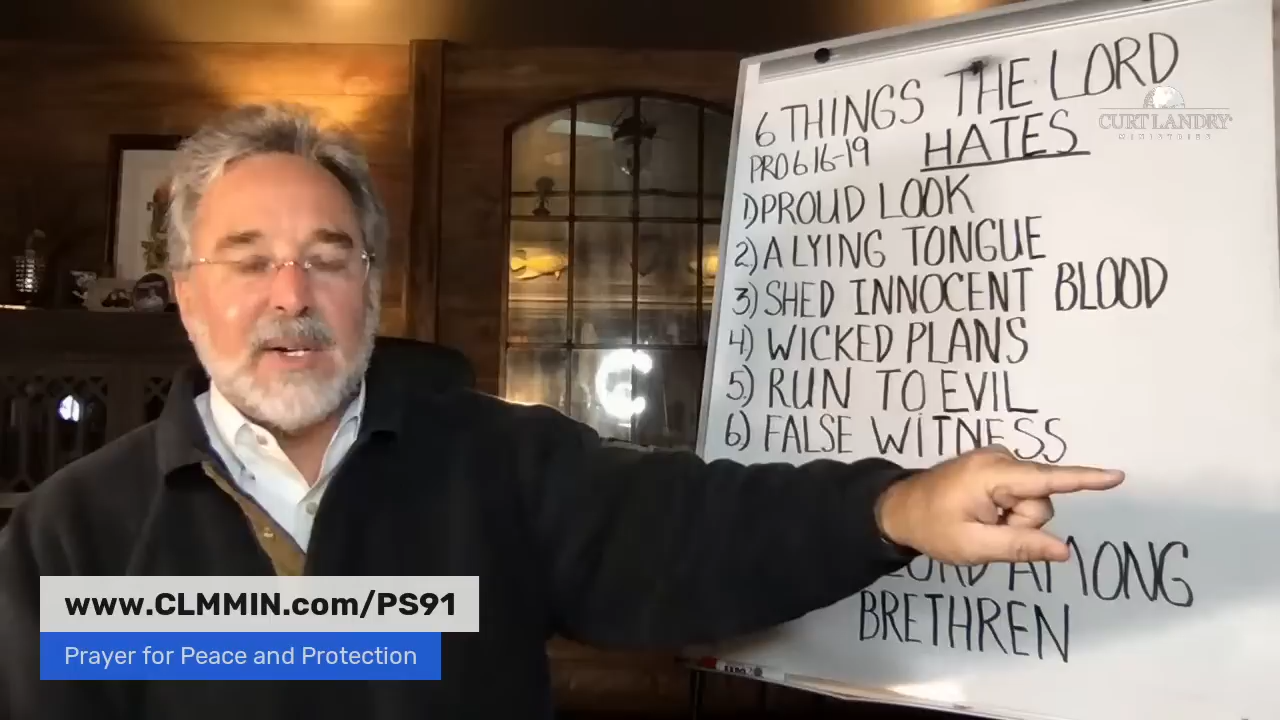 6 THINGS THE LORD
PRO 6 16-19 HATES
1) PROUD LOOK
2) A LYING TONGUE
3) SHED INNOCENT BLOOD
4) WICKED PLANS
5) RUN TO EVIL
6) FALSE WITNESS
AMONG
BRETHREN
CURT LANDRY
MINISTRIES
www.CLMMIN.com/PS91
Prayer for Peace and Protection